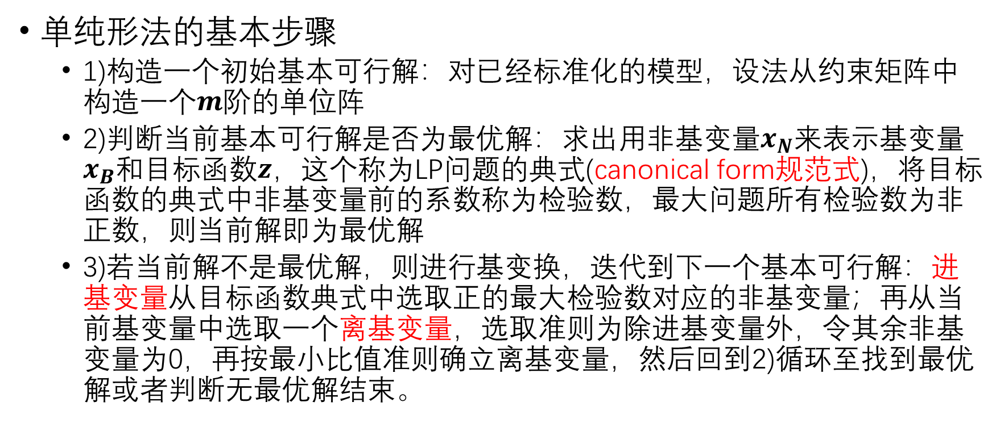 • 单纯形法的基本步骤
• 1)构造一个初始基本可行解：对已经标准化的模型，设法从约束矩阵中
构造一个m阶的单位阵
• 2)判断当前基本可行解是否为最优解：求出用非基变量x_N来表示基变量
x_B和目标函数z，这个称为LP问题的典式(canonical form规范式)，将目标
函数的典式中非基变量前的系数称为检验数，最大问题所有检验数为非
正数，则当前解即为最优解
• 3)若当前解不是最优解，则进行基变换，迭代到下一个基本可行解：进
基变量从目标函数典式中选取正的最大检验数对应的非基变量；再从当
前基变量中选取一个离基变量，选取准则为除进基变量外，令其余非基
变量为0，再按最小比值准则确立离基变量，然后回到2)循环至找到最优
解或者判断无最优解结束。